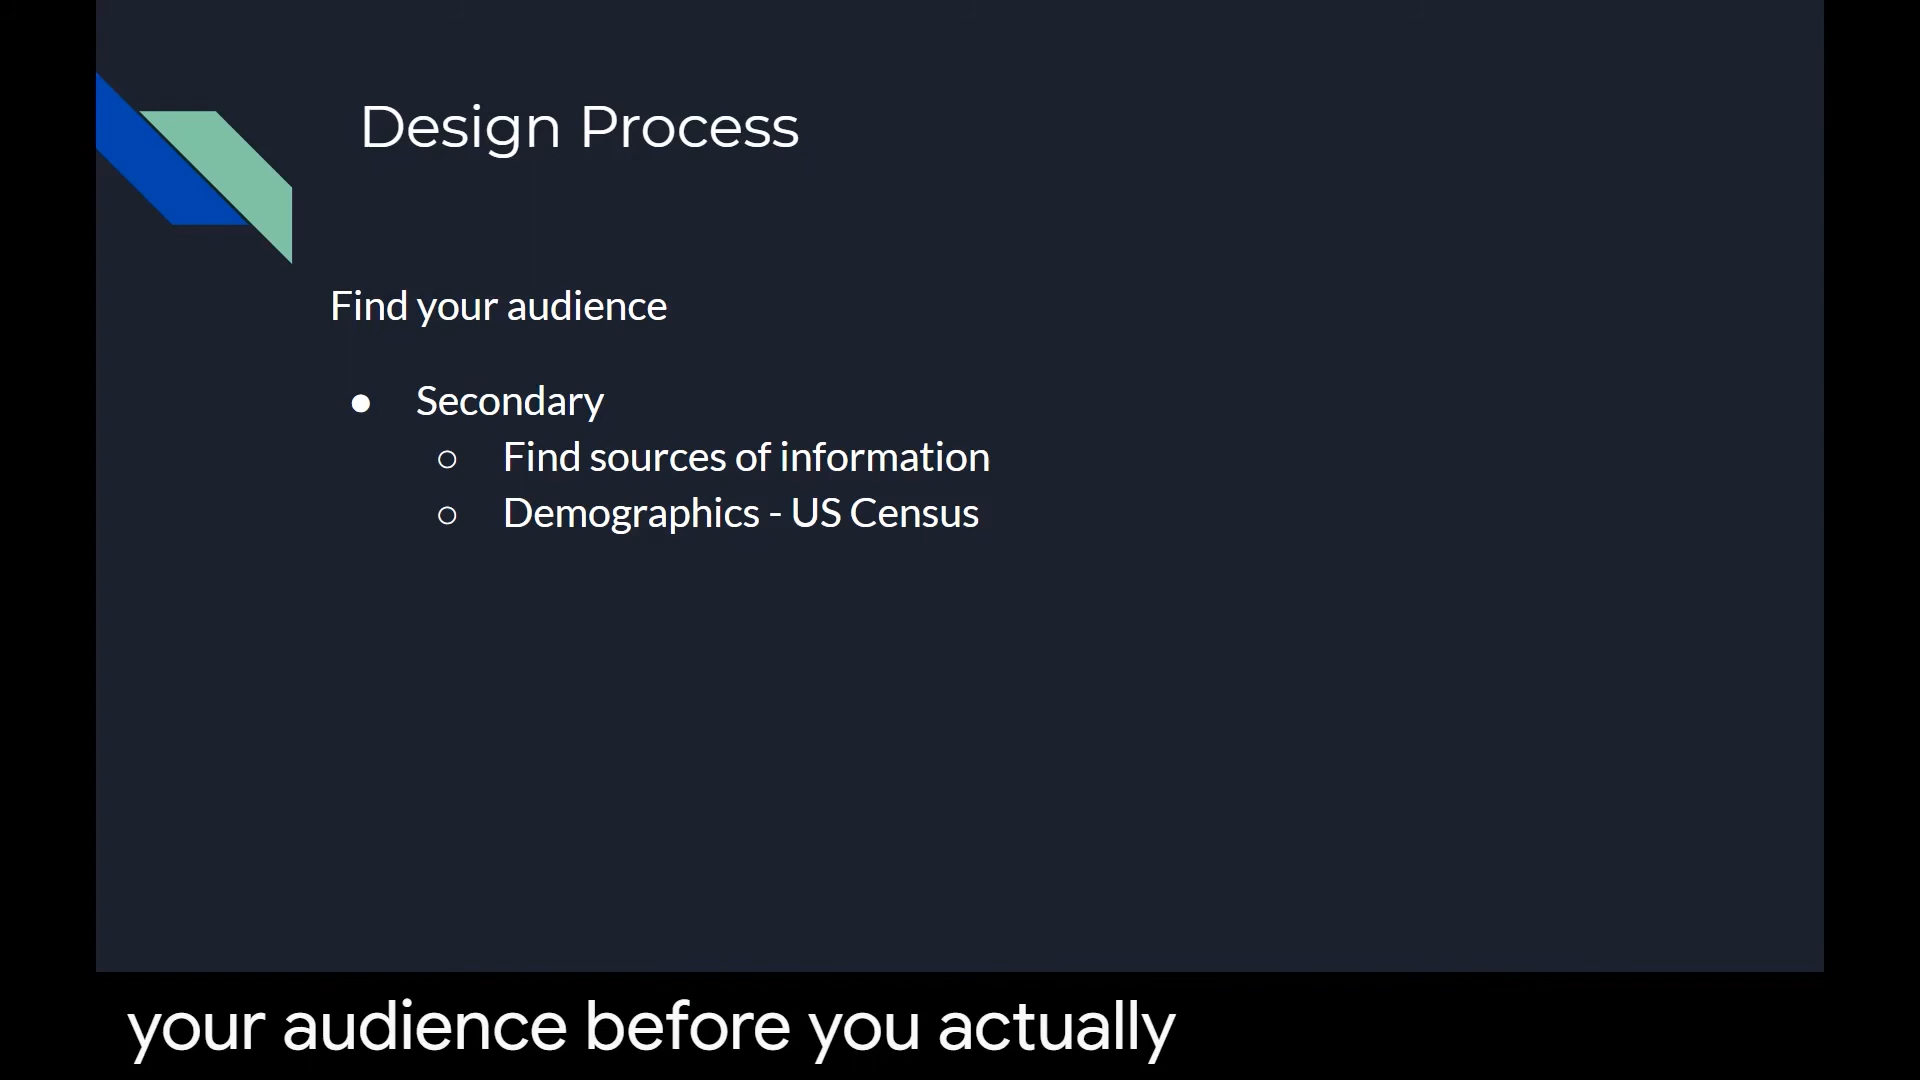 Design Process
Find your audience
● Secondary
○ Find sources of information
○ Demographics - US Census
your audience before you actually